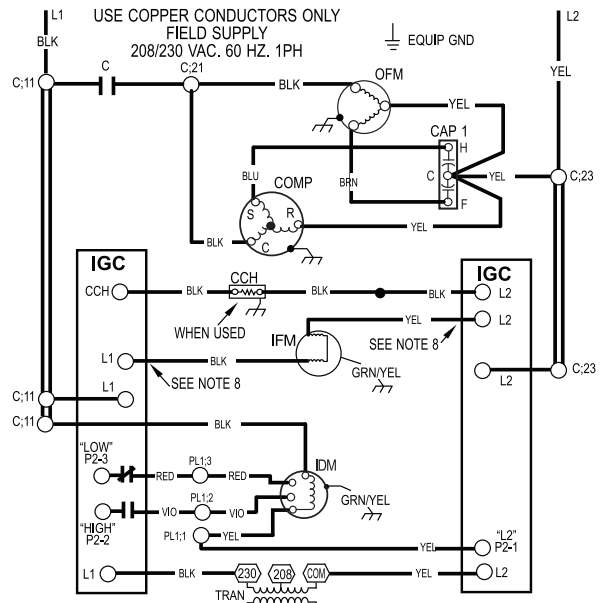 L1
BLK
USE COPPER CONDUCTORS ONLY
FIELD SUPPLY
208/230 VAC. 60 HZ. 1PH
EQUIP GND
L2
YEL
C;11
C
C;21
BLK
OFM
YEL
CAP 1
H
C
F
YEL
C;23
BLU
COMP
BRN
S
R
C
YEL
BLK
IGC
IGC
CCH
BLK
CCH
BLK
BLK
L2
WHEN USED
YEL
L2
IFM
SEE NOTE 8
L1
BLK
GRN/YEL
SEE NOTE 8
L2
C;23
C;11
L1
C;11
BLK
"LOW"
P2-3
RED
PL1;3
RED
IDM
VIO
PL1;2
VIO
GRN/YEL
"HIGH"
P2-2
PL1;1
YEL
YEL
"L2"
P2-1
L1
BLK
230
208
COM
YEL
L2
TRAN